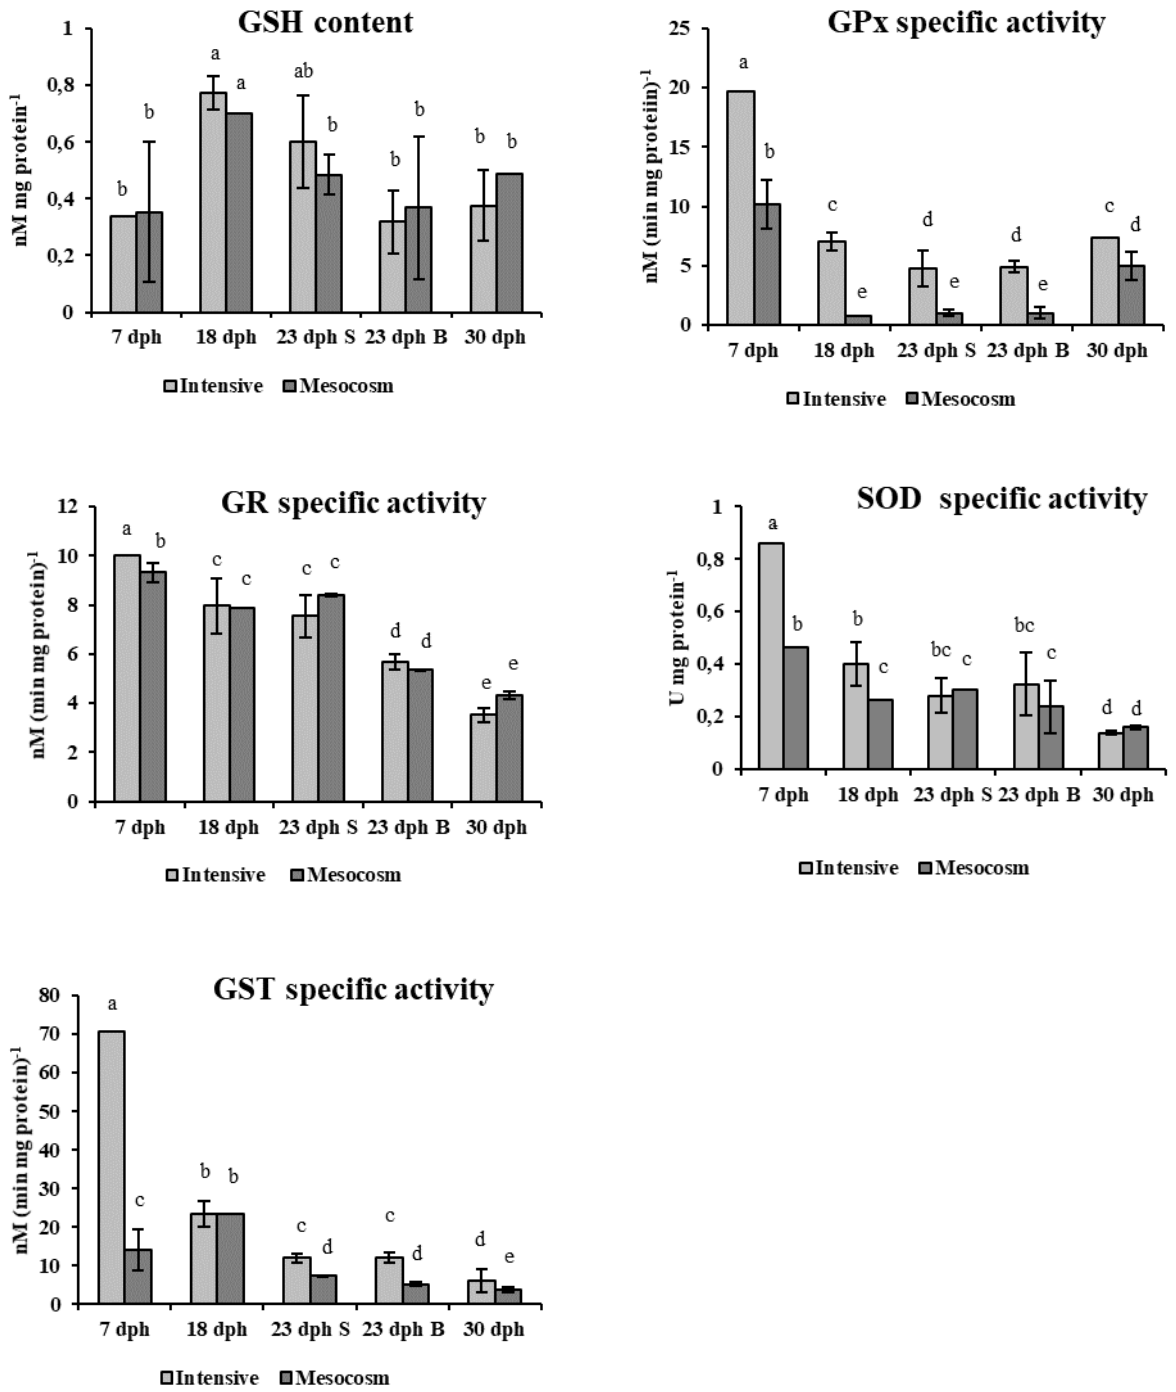 GSH content
nM mg protein-1
1
0,8
0,6
0,4
0,2
0
b b a a ab b b b b b
7 dph 18 dph 23 dph S 23 dph B 30 dph
Intensive Mesocosm
GPx specific activity
nM (min mg proteiin)-1
25
20
15
10
5
0
a b c e d e d e c d
7 dph 18 dph 23 dph S 23 dph B 30 dph
Intensive Mesocosm
GR specific activity
nM (min mg protein)-1
12
10
8
6
4
2
0
a b c c c c d d e e
7 dph 18 dph 23 dph S 23 dph B 30 dph
Intensive Mesocosm
SOD specific activity
U mg protein-1
1
0,8
0,6
0,4
0,2
0
a b b c bc c bc c d d
7 dph 18 dph 23 dph S 23 dph B 30 dph
Intensive Mesocosm
GST specific activity
nM (min mg protein)-1
80
70
60
50
40
30
20
10
0
a c b b c d c d d e
7 dph 18 dph 23 dph S 23 dph B 30 dph
Intensive Mesocosm